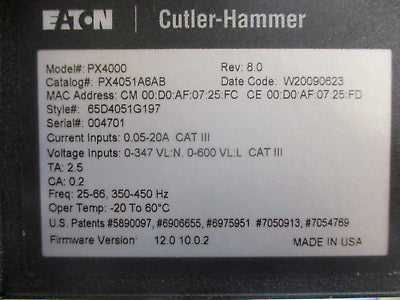 EATON | Cutler-Hammer
Model#: PX4000 Rev: 8.0
Catalog#: PX4051A6AB Date Code: W20090623
MAC Address: CM 00:D0:AF:07:25:FC CE 00:D0:AF:07:25:FD
Style#: 65D4051G197
Serial#: 004701
Current Inputs: 0.05-20A CAT III
Voltage Inputs: 0-347 VL:N, 0-600 VL:L CAT III
TA: 2.5
CA: 0.2
Freq: 25-66, 350-450 Hz
Oper Temp: -20 To 60°C
U.S. Patents #5890097, #6906655, #6975951 #7050913, #7054769
Firmware Version: 12.0 10.0.2 MADE IN USA